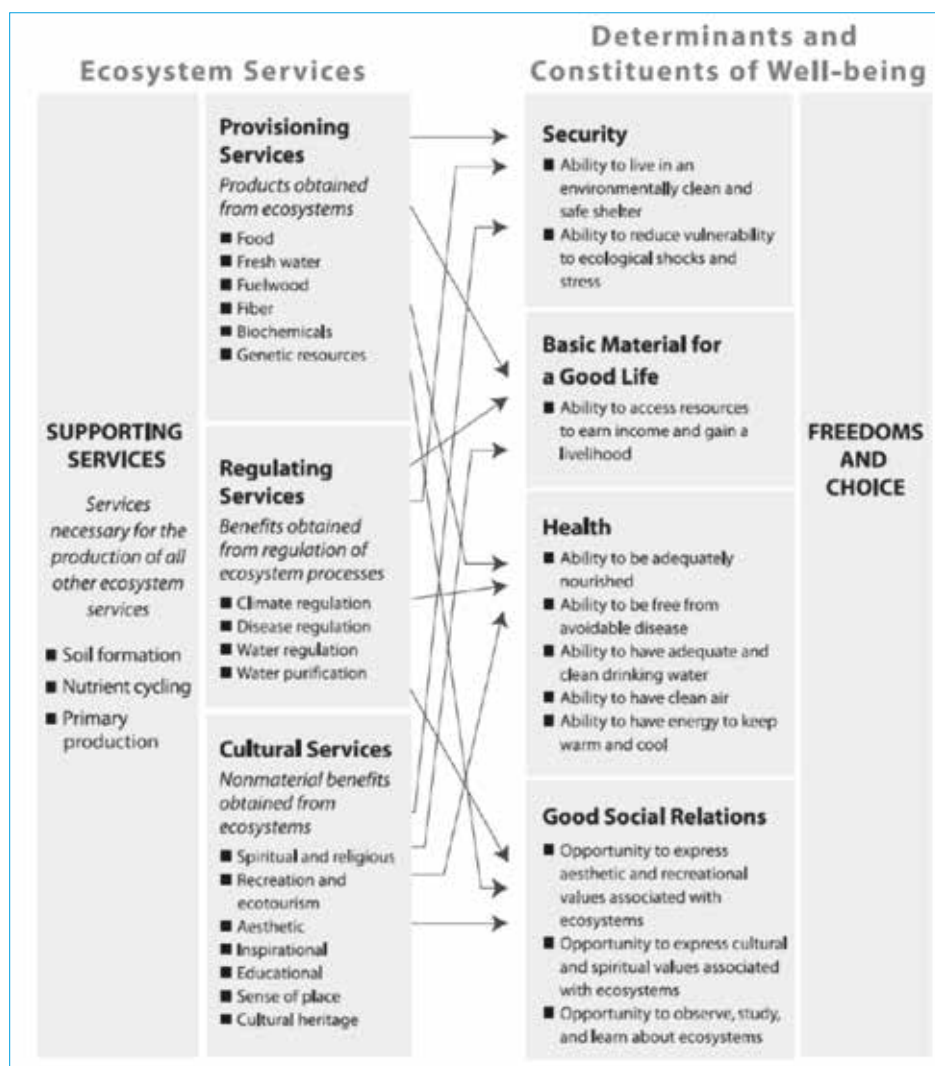 Ecosystem Services
Determinants and
Constituents of Well-being
SUPPORTING
SERVICES
Services
necessary for the
production of all
other ecosystem
services
■ Soil formation
■ Nutrient cycling
■ Primary
production
Provisioning
Services
Products obtained
from ecosystems
■ Food
■ Fresh water
■ Fuelwood
■ Fiber
■ Biochemicals
■ Genetic resources
Regulating
Services
Benefits obtained
from regulation of
ecosystem processes
■ Climate regulation
■ Disease regulation
■ Water regulation
■ Water purification
Cultural Services
Nonmaterial benefits
obtained from
ecosystems
■ Spiritual and religious
■ Recreation and
ecotourism
■ Aesthetic
■ Inspirational
■ Educational
■ Sense of place
■ Cultural heritage
Security
■ Ability to live in an
environmentally clean and
safe shelter
■ Ability to reduce vulnerability
to ecological shocks and
stress
Basic Material for
a Good Life
■ Ability to access resources
to earn income and gain a
livelihood
Health
■ Ability to be adequately
nourished
■ Ability to be free from
avoidable disease
■ Ability to have adequate and
clean drinking water
■ Ability to have clean air
■ Ability to have energy to keep
warm and cool
Good Social Relations
■ Opportunity to express
aesthetic and recreational
values associated with
ecosystems
■ Opportunity to express cultural
and spiritual values associated
with ecosystems
■ Opportunity to observe, study,
and learn about ecosystems
FREEDOMS
AND
CHOICE